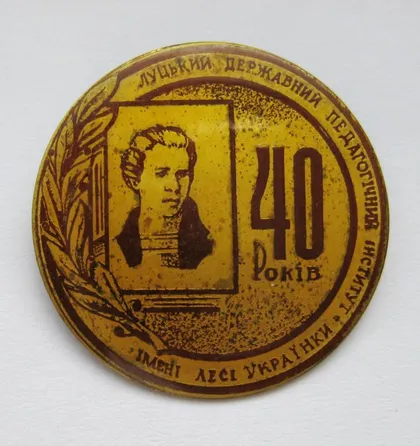 ЛУЦЬКИЙ ДЕРЖАВНИЙ ПЕДАГОГІЧНИЙ ІНСТИТУТ
ІМЕНІ ЛЕСІ УКРАЇНКИ
40
Років